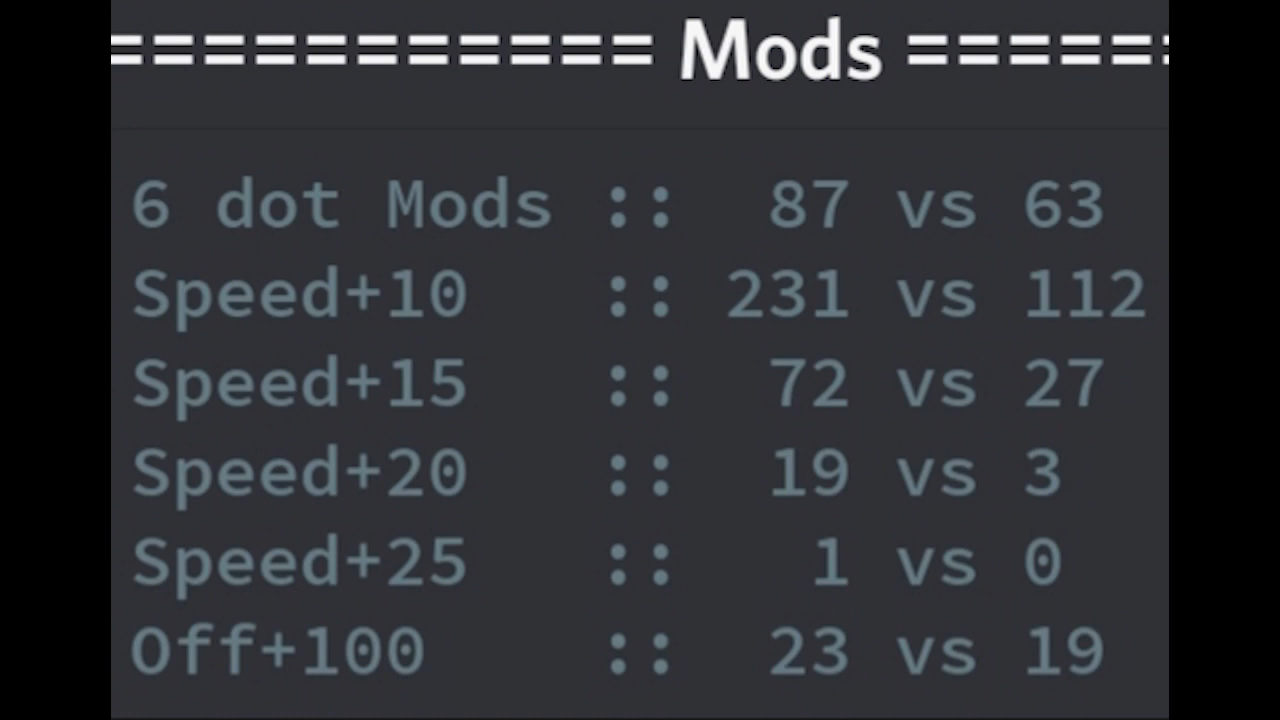 =========== Mods ======
6 dot Mods :: 87 vs 63
Speed+10 :: 231 vs 112
Speed+15 :: 72 vs 27
Speed+20 :: 19 vs 3
Speed+25 :: 1 vs 0
Off+100 :: 23 vs 19